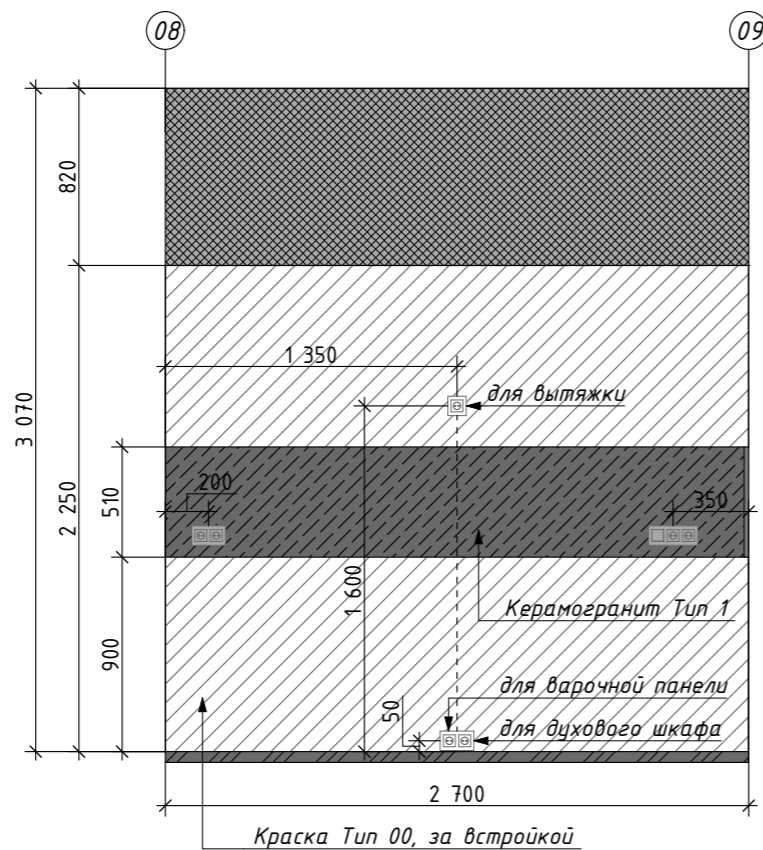 08
09
820
1 350
для вытяжки
3 070
2 250
510
200
350
1 600
Керамогранит Тип 1
900
для варочной панели
50
для духового шкафа
2 700
Краска Тип 00, за встройкой